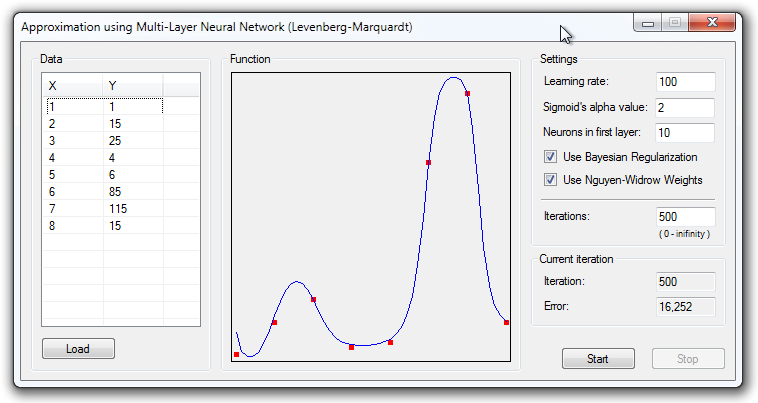 Approximation using Multi-Layer Neural Network (Levenberg-Marquardt)
Data
X Y
1 1
2 15
3 25
4 4
5 6
6 85
7 115
8 15
Load
Function
Settings
Learning rate: 100
Sigmoid's alpha value: 2
Neurons in first layer: 10
Use Bayesian Regularization
Use Nguyen-Widrow Weights
Iterations: 500
( 0 - infinity )
Current iteration
Iteration: 500
Error: 16,252
Start Stop